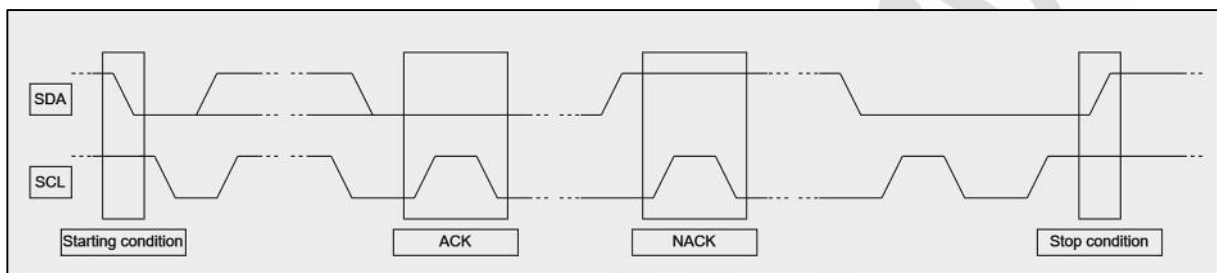 SDA
SCL
Starting condition
ACK
NACK
Stop condition